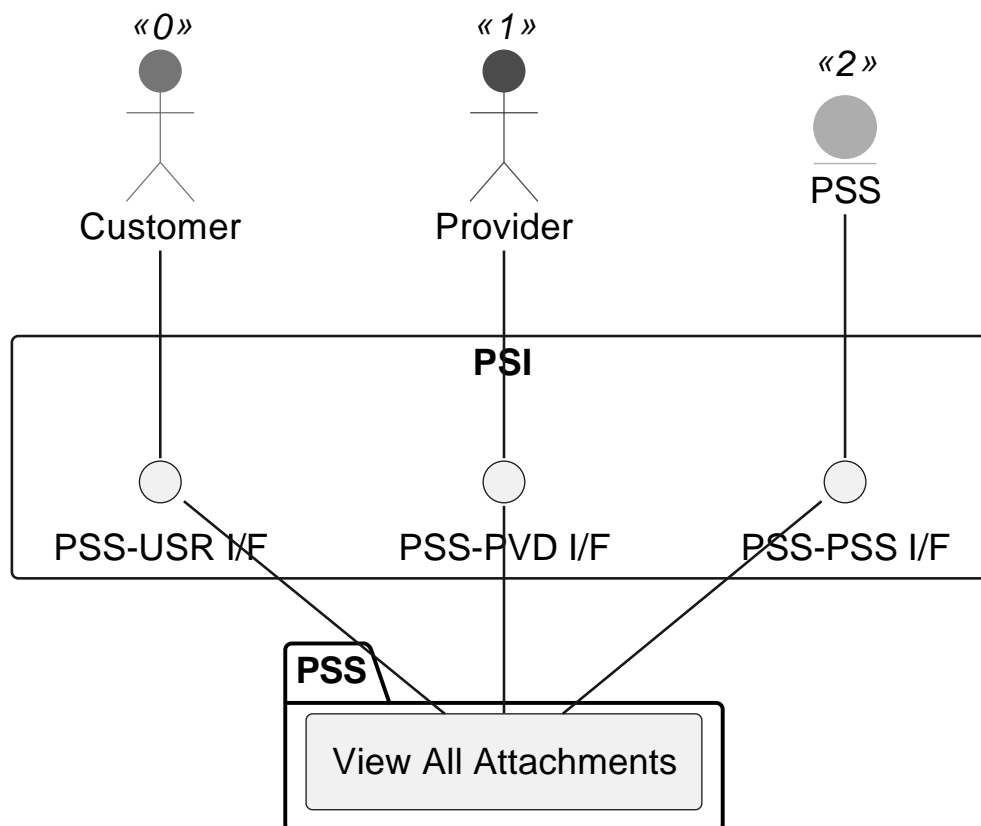 «0»
«1»
«2»
Customer
Provider
PSS
PSI
PSS-USR I/F
PSS-PVD I/F
PSS-PSS I/F
PSS
View All Attachments